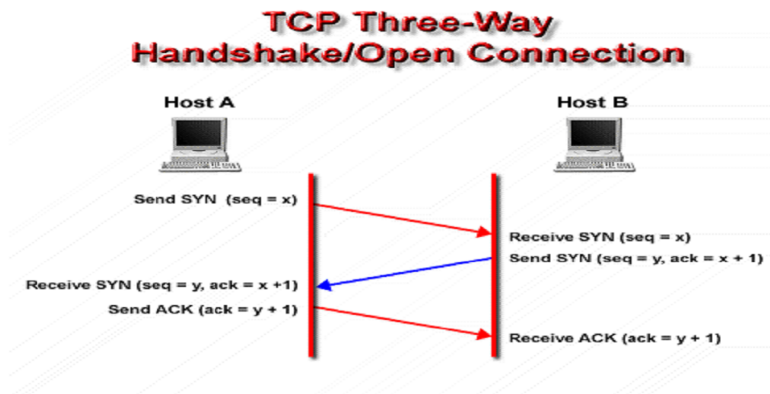 TCP Three-Way
Handshake/Open Connection
Host A
Host B
Send SYN (seq = x)
Receive SYN (seq = x)
Send SYN (seq = y, ack = x + 1)
Receive SYN (seq = y, ack = x +1)
Send ACK (ack = y + 1)
Receive ACK (ack = y + 1)